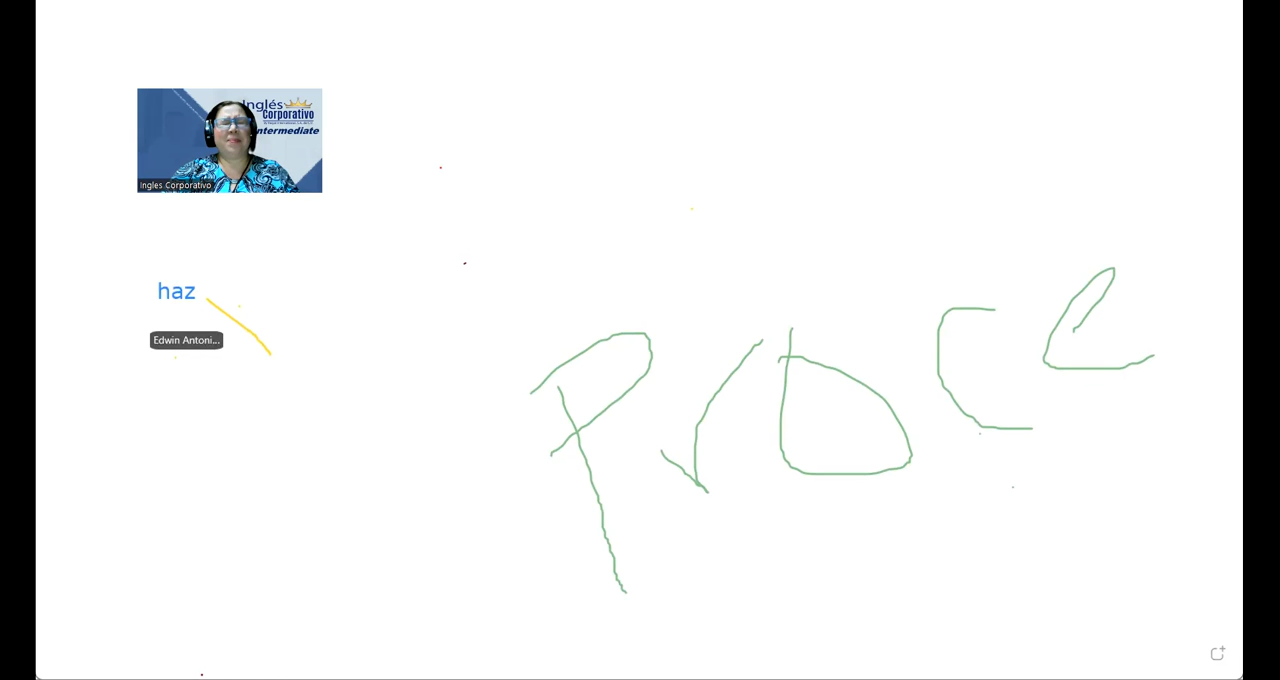 Inglés
Corporativo
Intermediate
Ingles Corporativo
haz
Edwin Antoni...
Proce